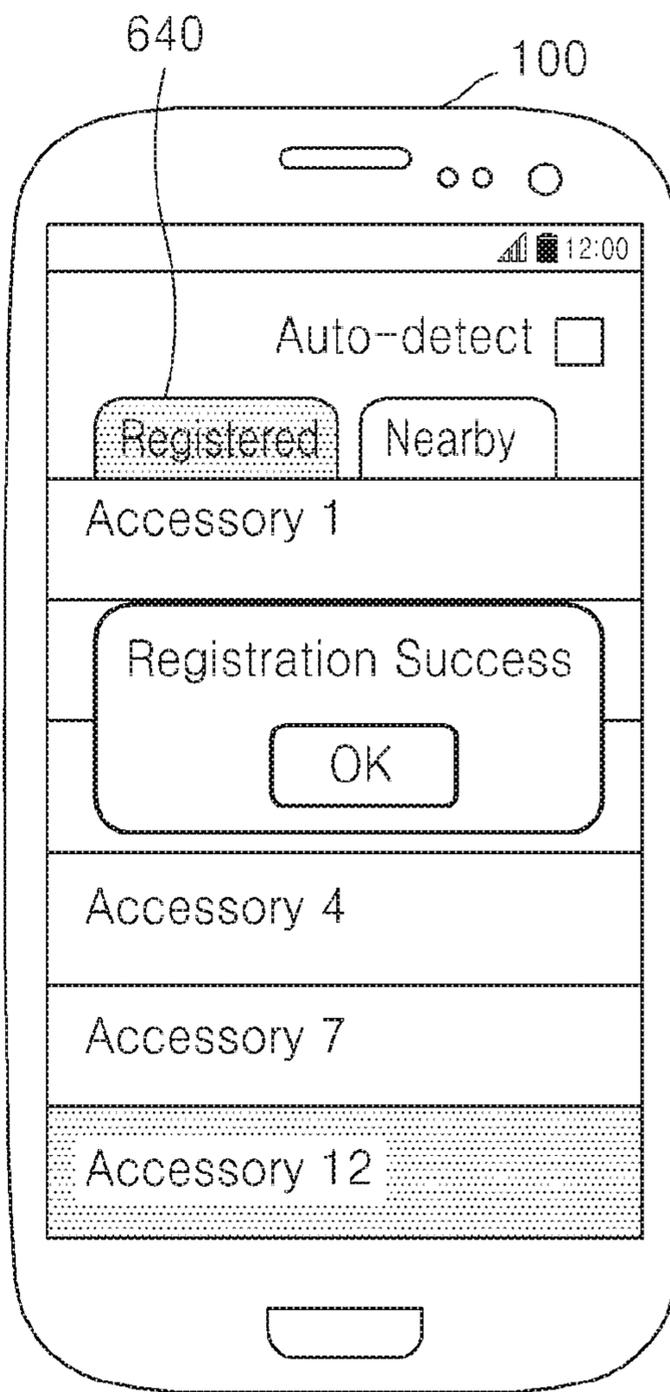 640
100
12:00
Auto-detect
Registered Nearby
Accessory 1
Registration Success
OK
Accessory 4
Accessory 7
Accessory 12